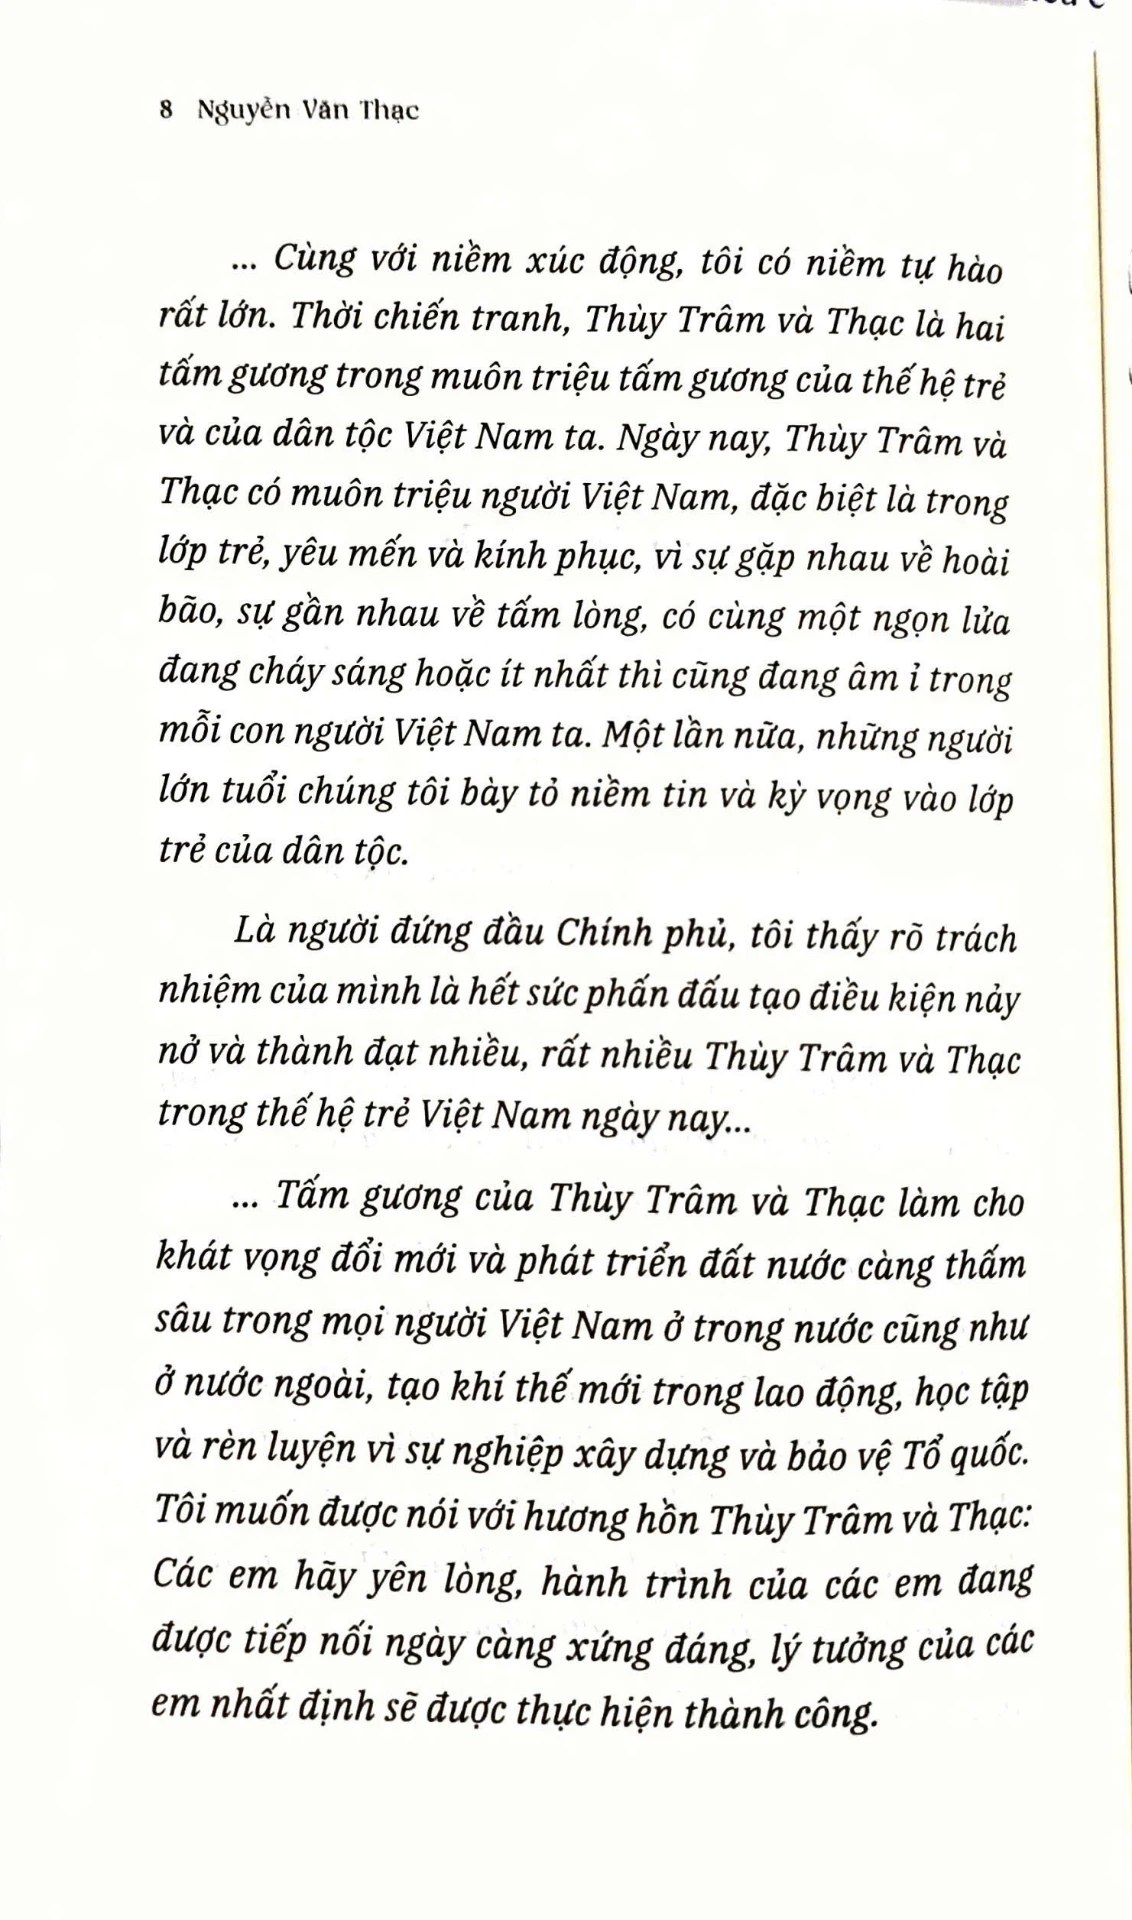 8 Nguyễn Văn Thạc
... Cùng với niềm xúc động, tôi có niềm tự hào
rất lớn. Thời chiến tranh, Thùy Trâm và Thạc là hai
tấm gương trong muôn triệu tấm gương của thế hệ trẻ
và của dân tộc Việt Nam ta. Ngày nay, Thùy Trâm và
Thạc có muôn triệu người Việt Nam, đặc biệt là trong
lớp trẻ, yêu mến và kính phục, vì sự gặp nhau về hoài
bão, sự gần nhau về tấm lòng, có cùng một ngọn lửa
đang cháy sáng hoặc ít nhất thì cũng đang âm ỉ trong
mỗi con người Việt Nam ta. Một lần nữa, những người
lớn tuổi chúng tôi bày tỏ niềm tin và kỳ vọng vào lớp
trẻ của dân tộc.
Là người đứng đầu Chính phủ, tôi thấy rõ trách
nhiệm của mình là hết sức phấn đấu tạo điều kiện nảy
nở và thành đạt nhiều, rất nhiều Thùy Trâm và Thạc
trong thế hệ trẻ Việt Nam ngày nay...
... Tấm gương của Thùy Trâm và Thạc làm cho
khát vọng đổi mới và phát triển đất nước càng thấm
sâu trong mọi người Việt Nam ở trong nước cũng như
ở nước ngoài, tạo khí thế mới trong lao động, học tập
và rèn luyện vì sự nghiệp xây dựng và bảo vệ Tổ quốc.
Tôi muốn được nói với hương hồn Thùy Trâm và Thạc:
Các em hãy yên lòng, hành trình của các em đang
được tiếp nối ngày càng xứng đáng, lý tưởng của các
em nhất định sẽ được thực hiện thành công.